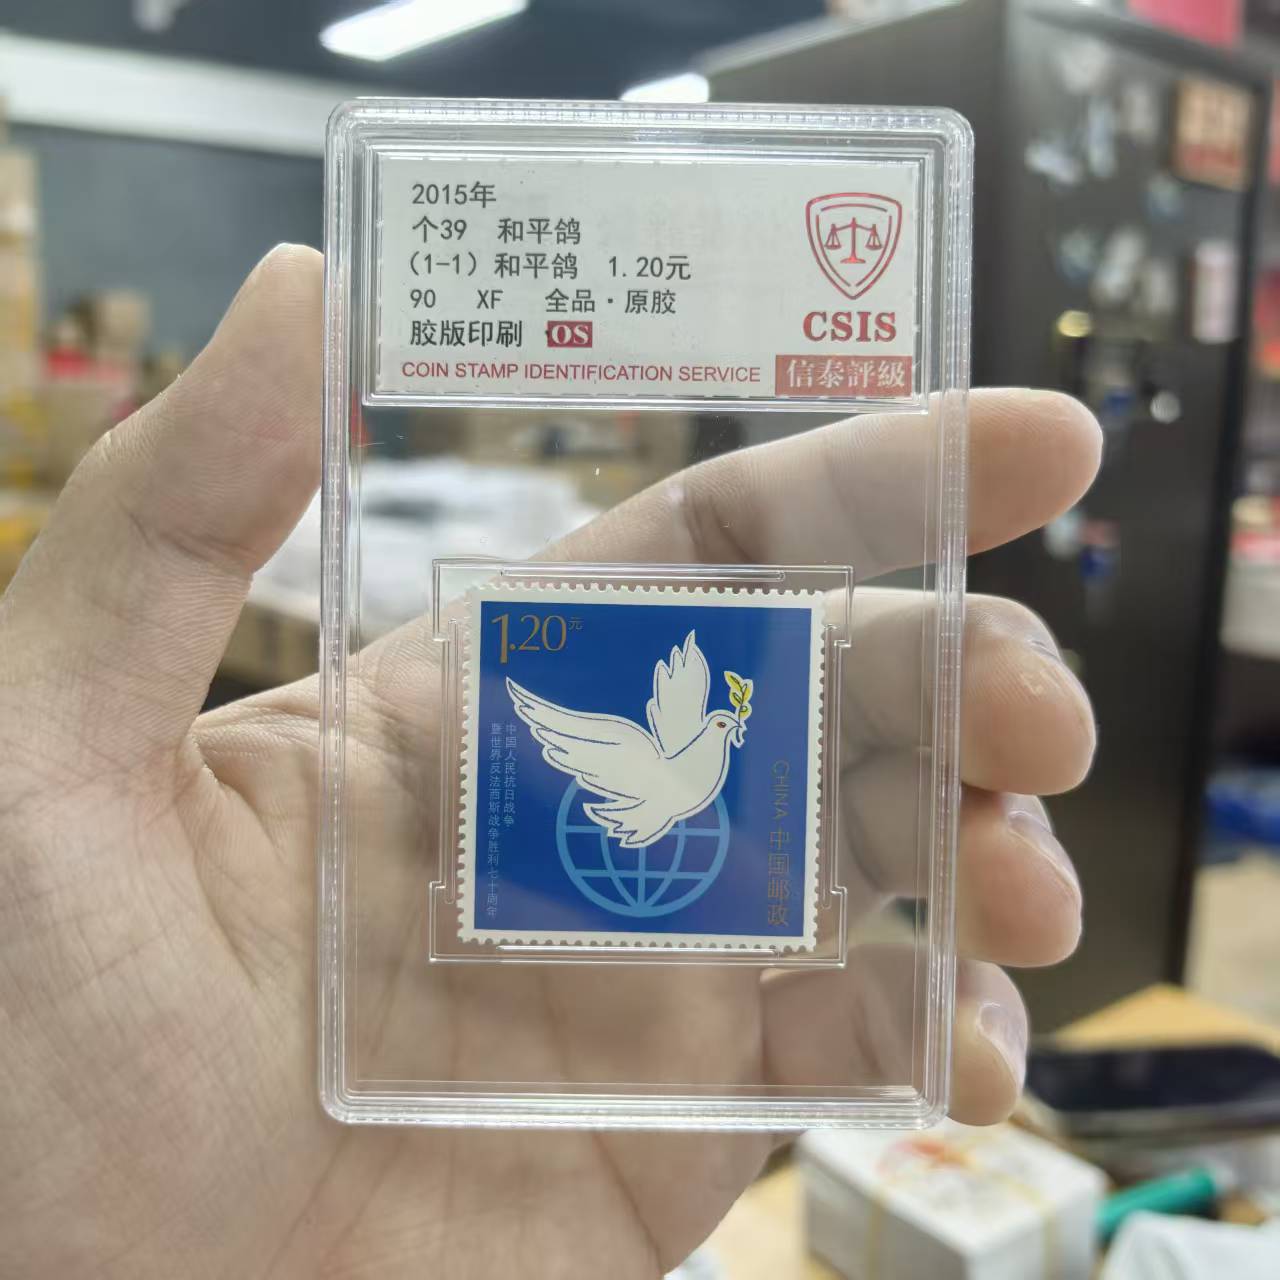 2015年
个39 和平鸽
(1-1) 和平鸽 1.20元
90 XF 全品·原胶
胶版印刷 OS
COIN STAMP IDENTIFICATION SERVICE
CSIS
信泰評級
1.20元
中国人民抗日战争
暨世界反法西斯战争胜利七十周年
CHINA 中国邮政